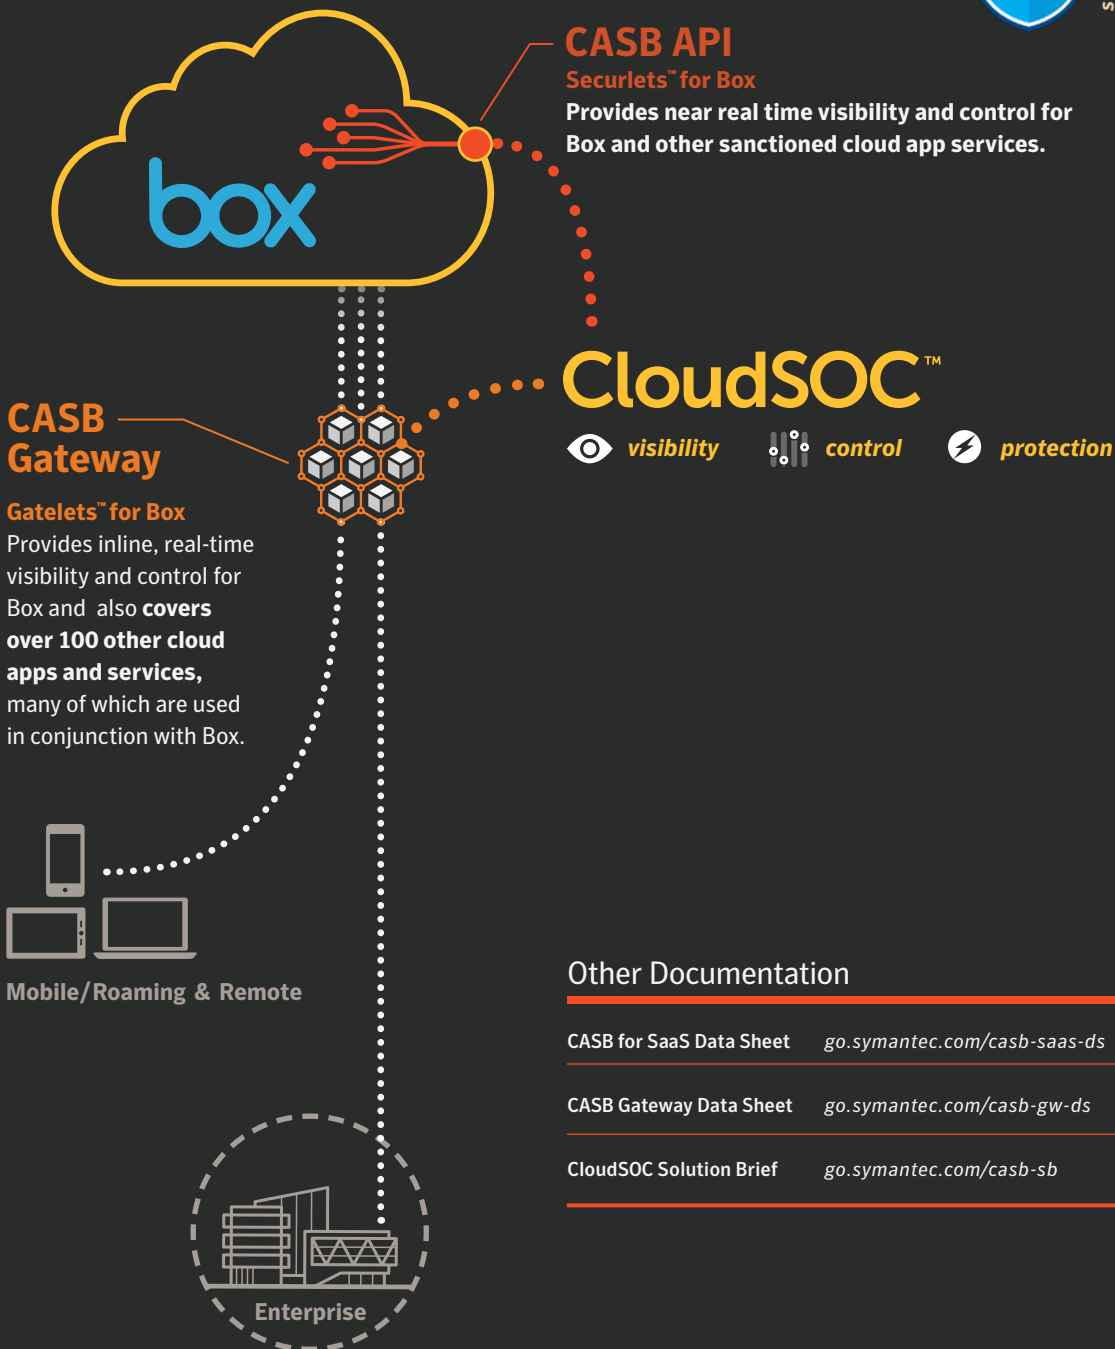 CASB API
Securlets™ for Box
Provides near real time visibility and control for
Box and other sanctioned cloud app services.
box
CloudSOC™
visibility control protection
CASB
Gateway
Gatelets™ for Box
Provides inline, real-time
visibility and control for
Box and also covers
over 100 other cloud
apps and services,
many of which are used
in conjunction with Box.
Mobile/Roaming & Remote
Enterprise
Other Documentation
CASB for SaaS Data Sheet go.symantec.com/casb-saas-ds
CASB Gateway Data Sheet go.symantec.com/casb-gw-ds
CloudSOC Solution Brief go.symantec.com/casb-sb